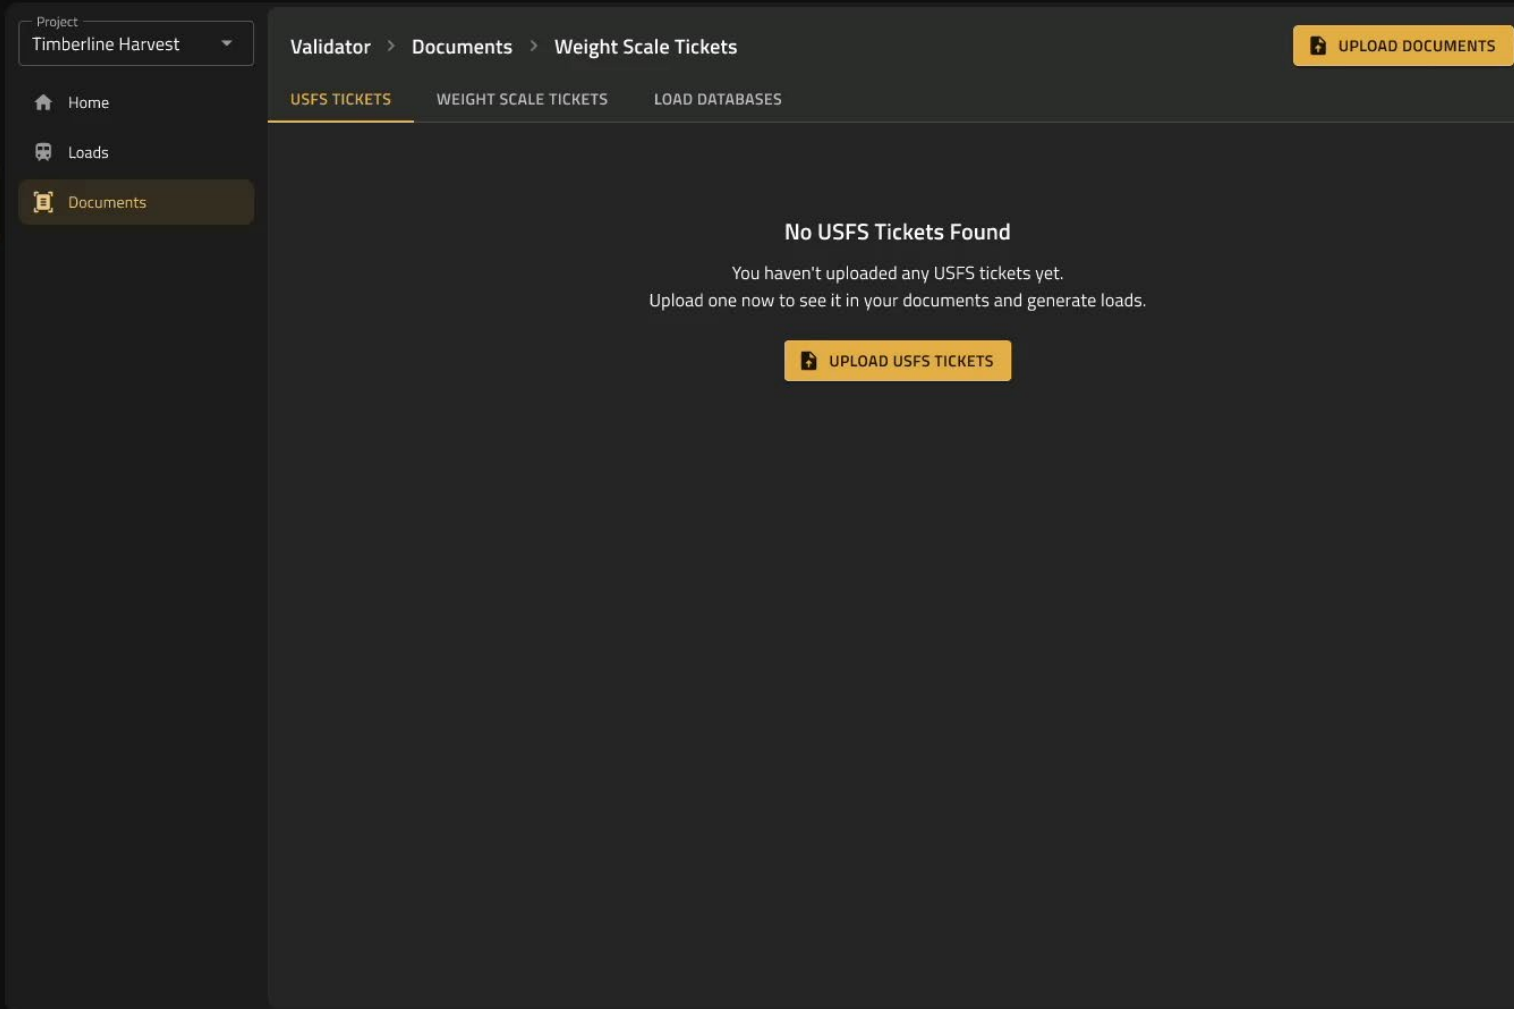 Project
Timberline Harvest
Home
Loads
Documents
Validator > Documents > Weight Scale Tickets
UPLOAD DOCUMENTS
USFS TICKETS
WEIGHT SCALE TICKETS
LOAD DATABASES
No USFS Tickets Found
You haven't uploaded any USFS tickets yet.
Upload one now to see it in your documents and generate loads.
UPLOAD USFS TICKETS